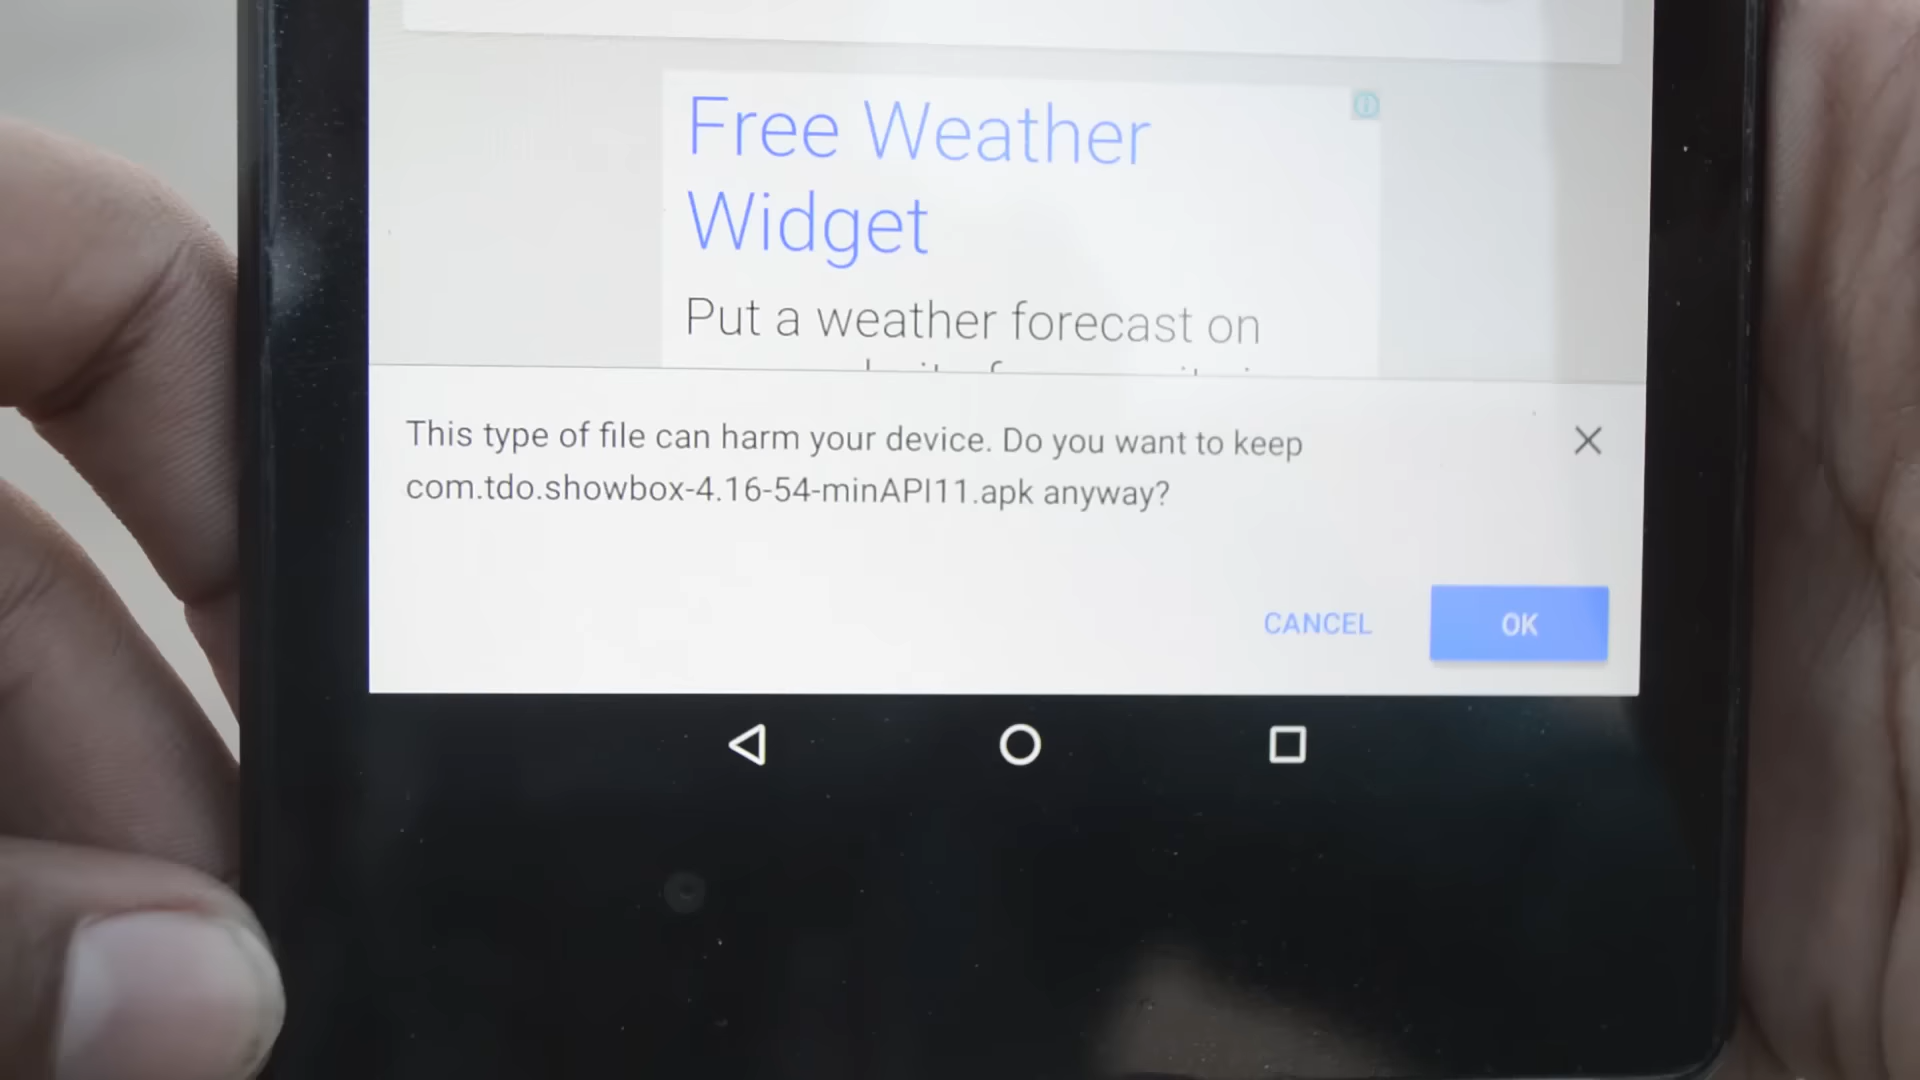 Free Weather
Widget
Put a weather forecast on
This type of file can harm your device. Do you want to keep
com.tdo.showbox-4.16-54-minAPI11.apk anyway?
CANCEL
OK